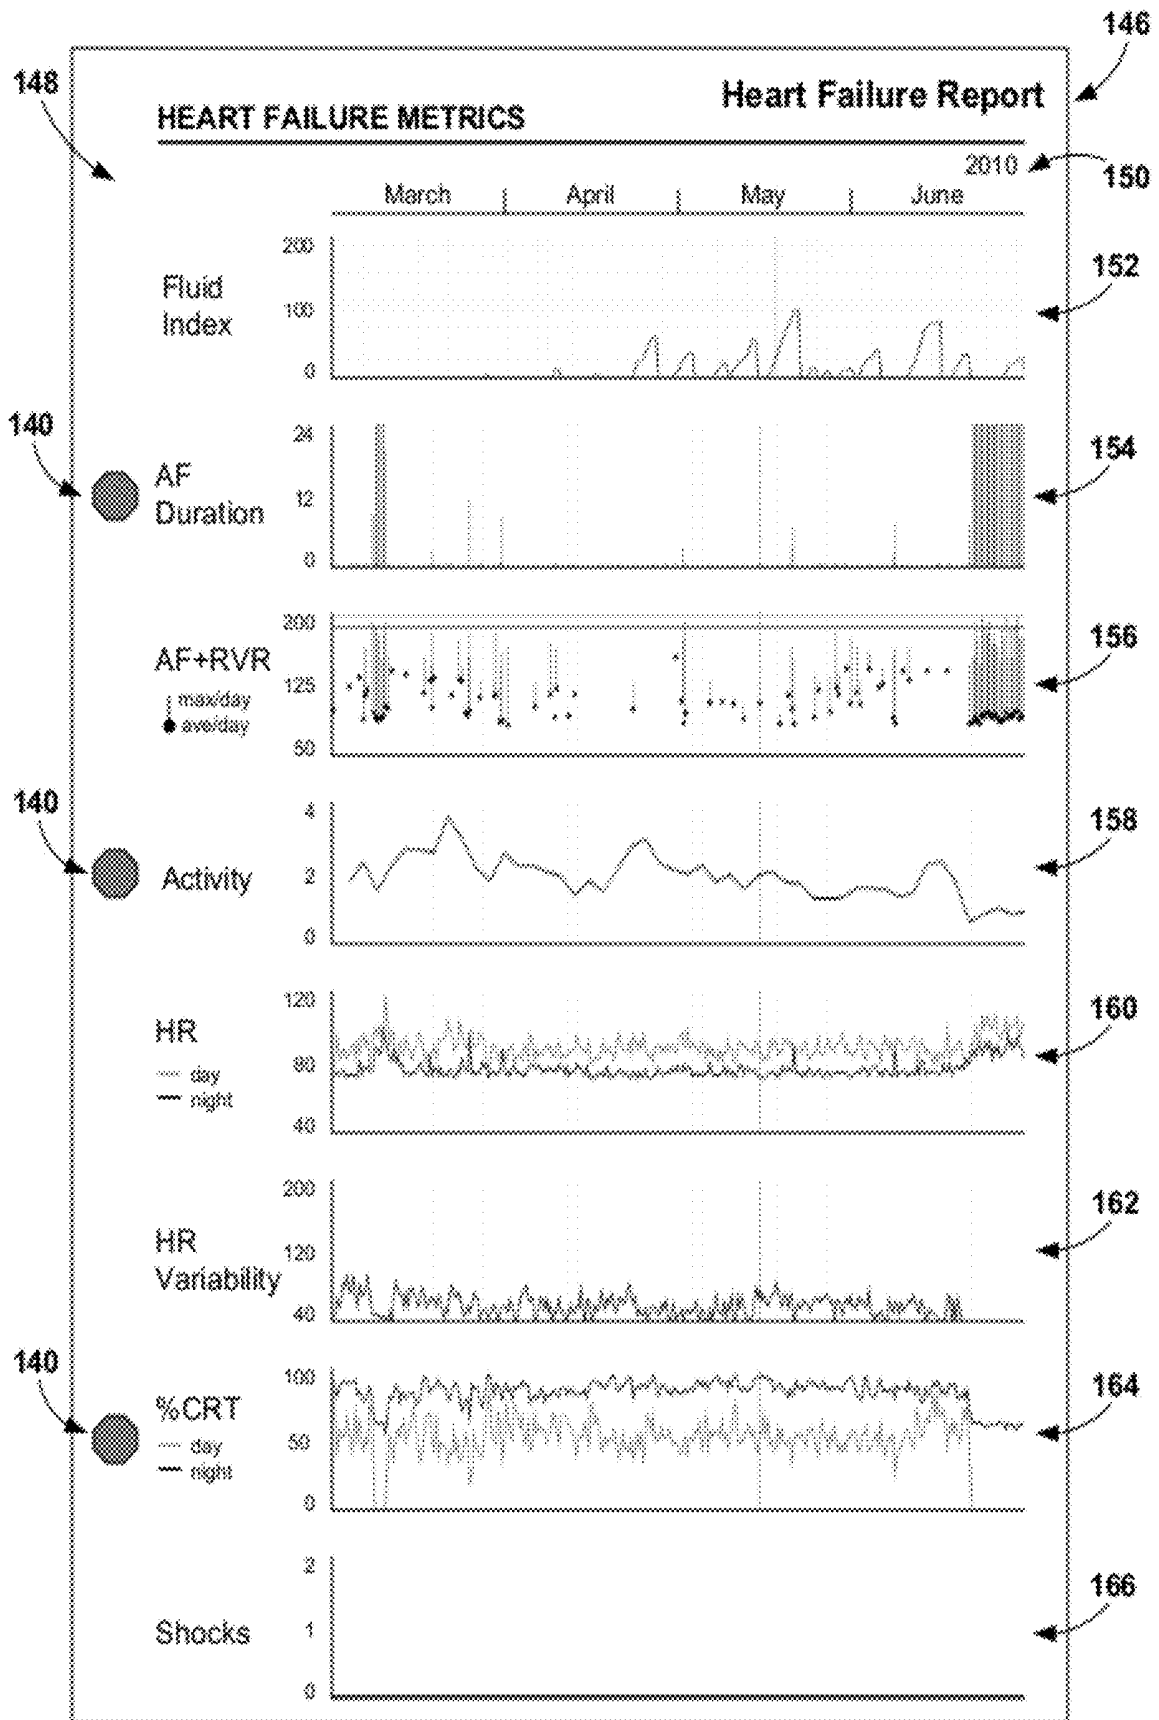 146
148
Heart Failure Report
HEART FAILURE METRICS
2010
150
March April May June
200
152
Fluid
Index
100
0
140
24
AF
Duration
154
12
0
200
156
AF+RVR
125
max/day
ave/day
50
140
4
158
Activity
2
0
120
160
HR
80
day
night
40
200
162
HR
Variability
120
40
140
100
164
%CRT
50
day
night
0
2
166
Shocks
1
0